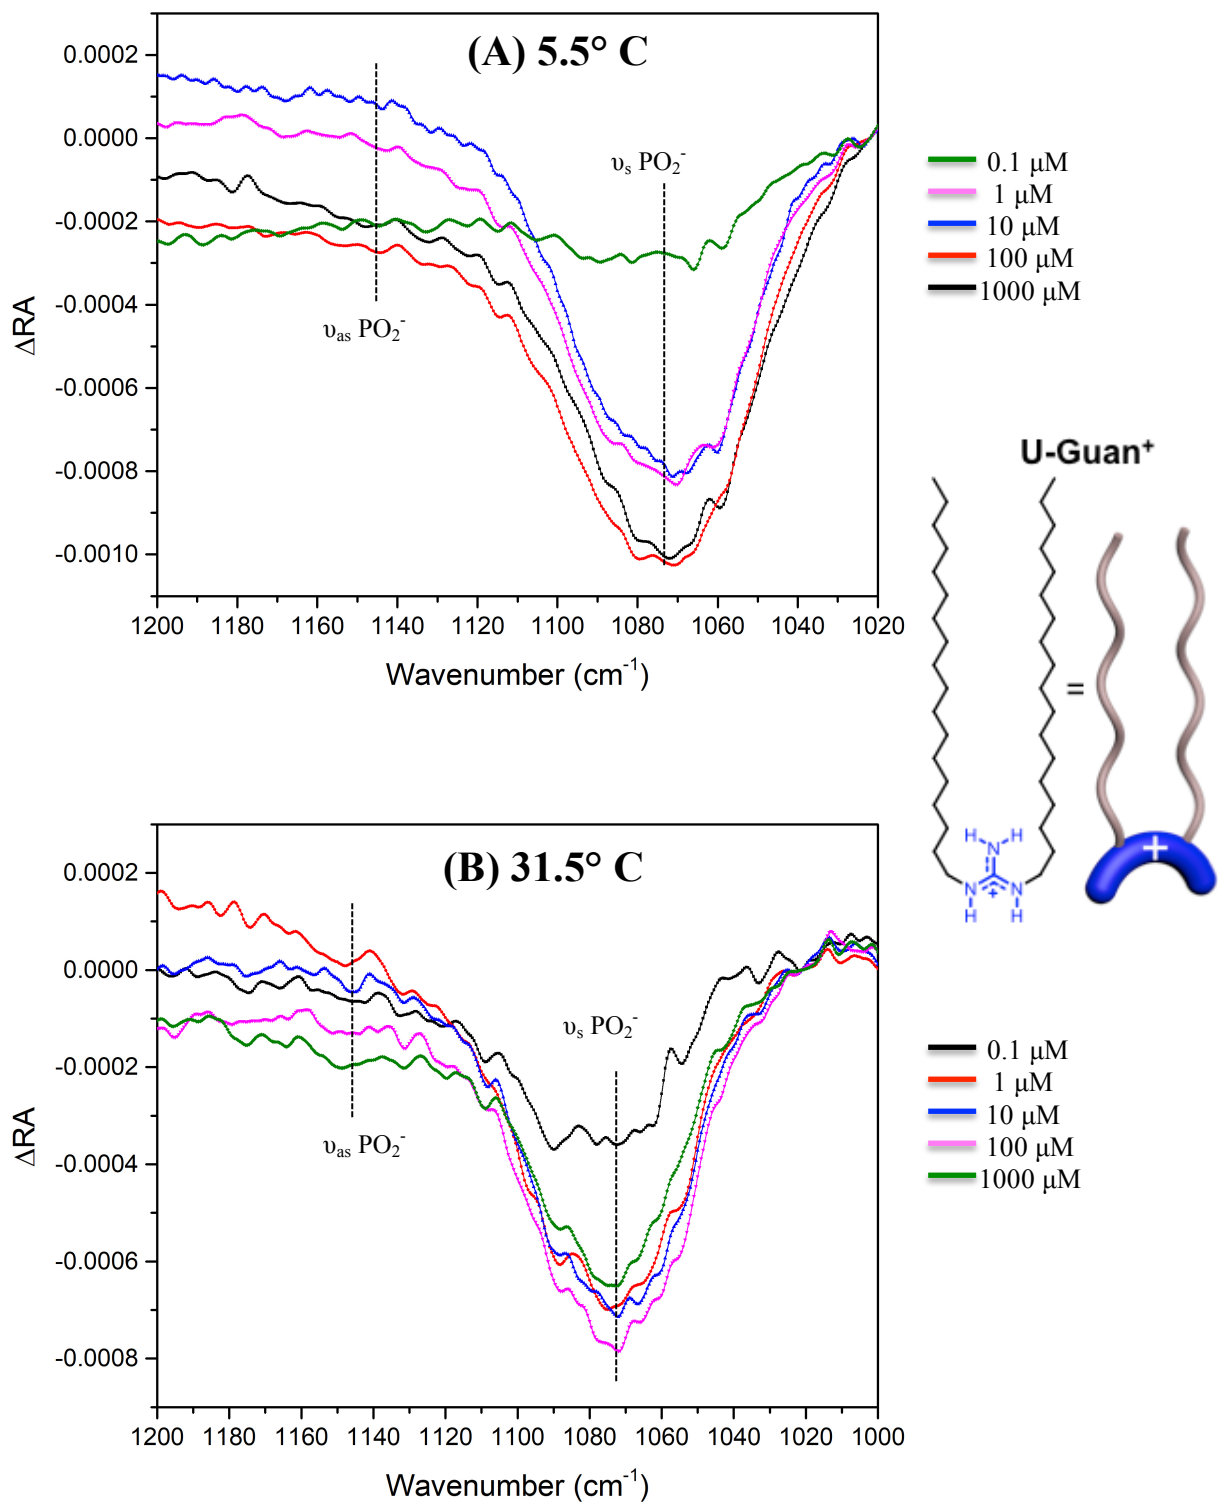 (A) 5.5° C
0.0002
0.0000
-0.0002
-0.0004
-0.0006
-0.0008
-0.0010
ΔRA
υs PO2-
υas PO2-
1200 1180 1160 1140 1120 1100 1080 1060 1040 1020
Wavenumber (cm-1)
0.1 μM
1 μM
10 μM
100 μM
1000 μM
U-Guan+
=
H H
N
N + N
H H
+
(B) 31.5° C
0.0002
0.0000
-0.0002
-0.0004
-0.0006
-0.0008
ΔRA
υs PO2-
υas PO2-
1200 1180 1160 1140 1120 1100 1080 1060 1040 1020 1000
Wavenumber (cm-1)
0.1 μM
1 μM
10 μM
100 μM
1000 μM